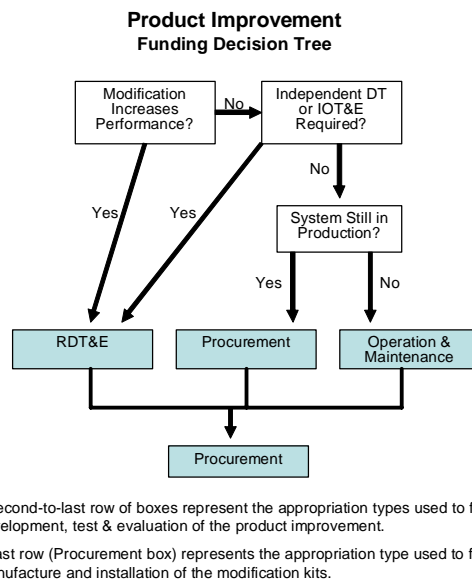 Product Improvement
Funding Decision Tree
Modification
Increases
Performance?
No
Independent DT
or IOT&E
Required?
No
Yes
Yes
System Still in
Production?
Yes
No
RDT&E
Procurement
Operation &
Maintenance
Procurement
econd-to-last row of boxes represent the appropriation types used to f
elopment, test & evaluation of the product improvement.
ast row (Procurement box) represents the appropriation type used to f
nufacture and installation of the modification kits.